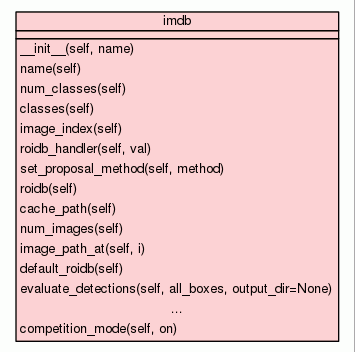 imdb
__init__(self, name)
name(self)
num_classes(self)
classes(self)
image_index(self)
roidb_handler(self, val)
set_proposal_method(self, method)
roidb(self)
cache_path(self)
num_images(self)
image_path_at(self, i)
default_roidb(self)
evaluate_detections(self, all_boxes, output_dir=None)
...
competition_mode(self, on)